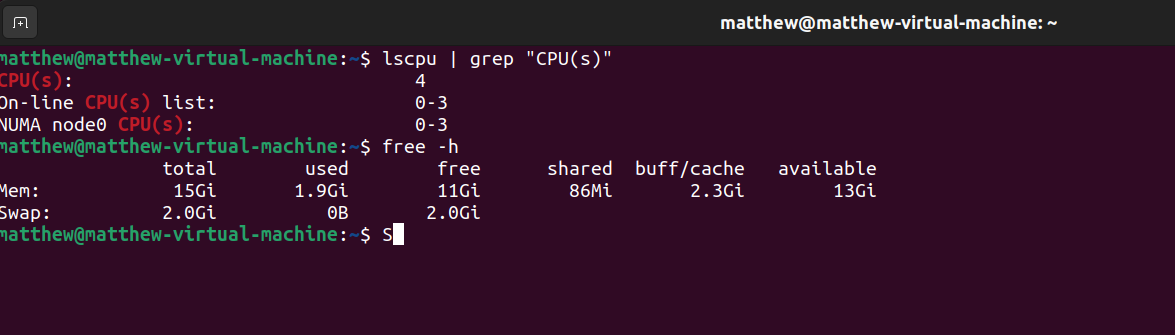 matthew@matthew-virtual-machine: ~
matthew@matthew-virtual-machine:~$ lscpu | grep "CPU(s)"
CPU(s): 4
On-line CPU(s) list: 0-3
NUMA node0 CPU(s): 0-3
matthew@matthew-virtual-machine:~$ free -h
total used free shared buff/cache available
Mem: 15Gi 1.9Gi 11Gi 86Mi 2.3Gi 13Gi
Swap: 2.0Gi 0B 2.0Gi
matthew@matthew-virtual-machine:~$ S